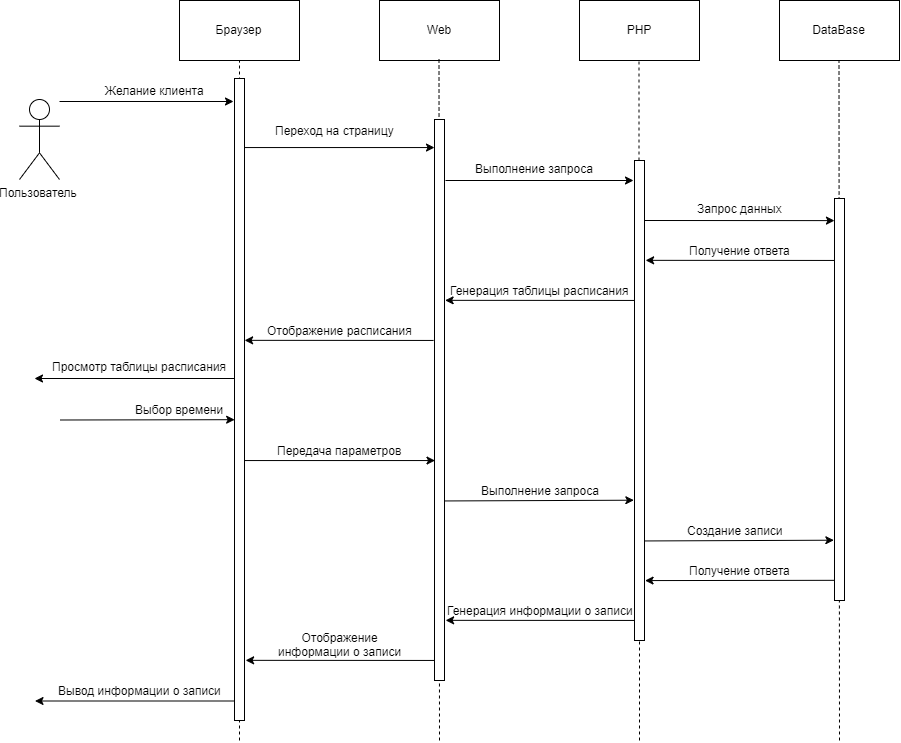 Браузер
Web
PHP
DataBase
Желание клиента
Пользователь
Переход на страницу
Выполнение запроса
Запрос данных
Получение ответа
Генерация таблицы расписания
Отображение расписания
Просмотр таблицы расписания
Выбор времени
Передача параметров
Выполнение запроса
Создание записи
Получение ответа
Генерация информации о записи
Отображение
информации о записи
Вывод информации о записи